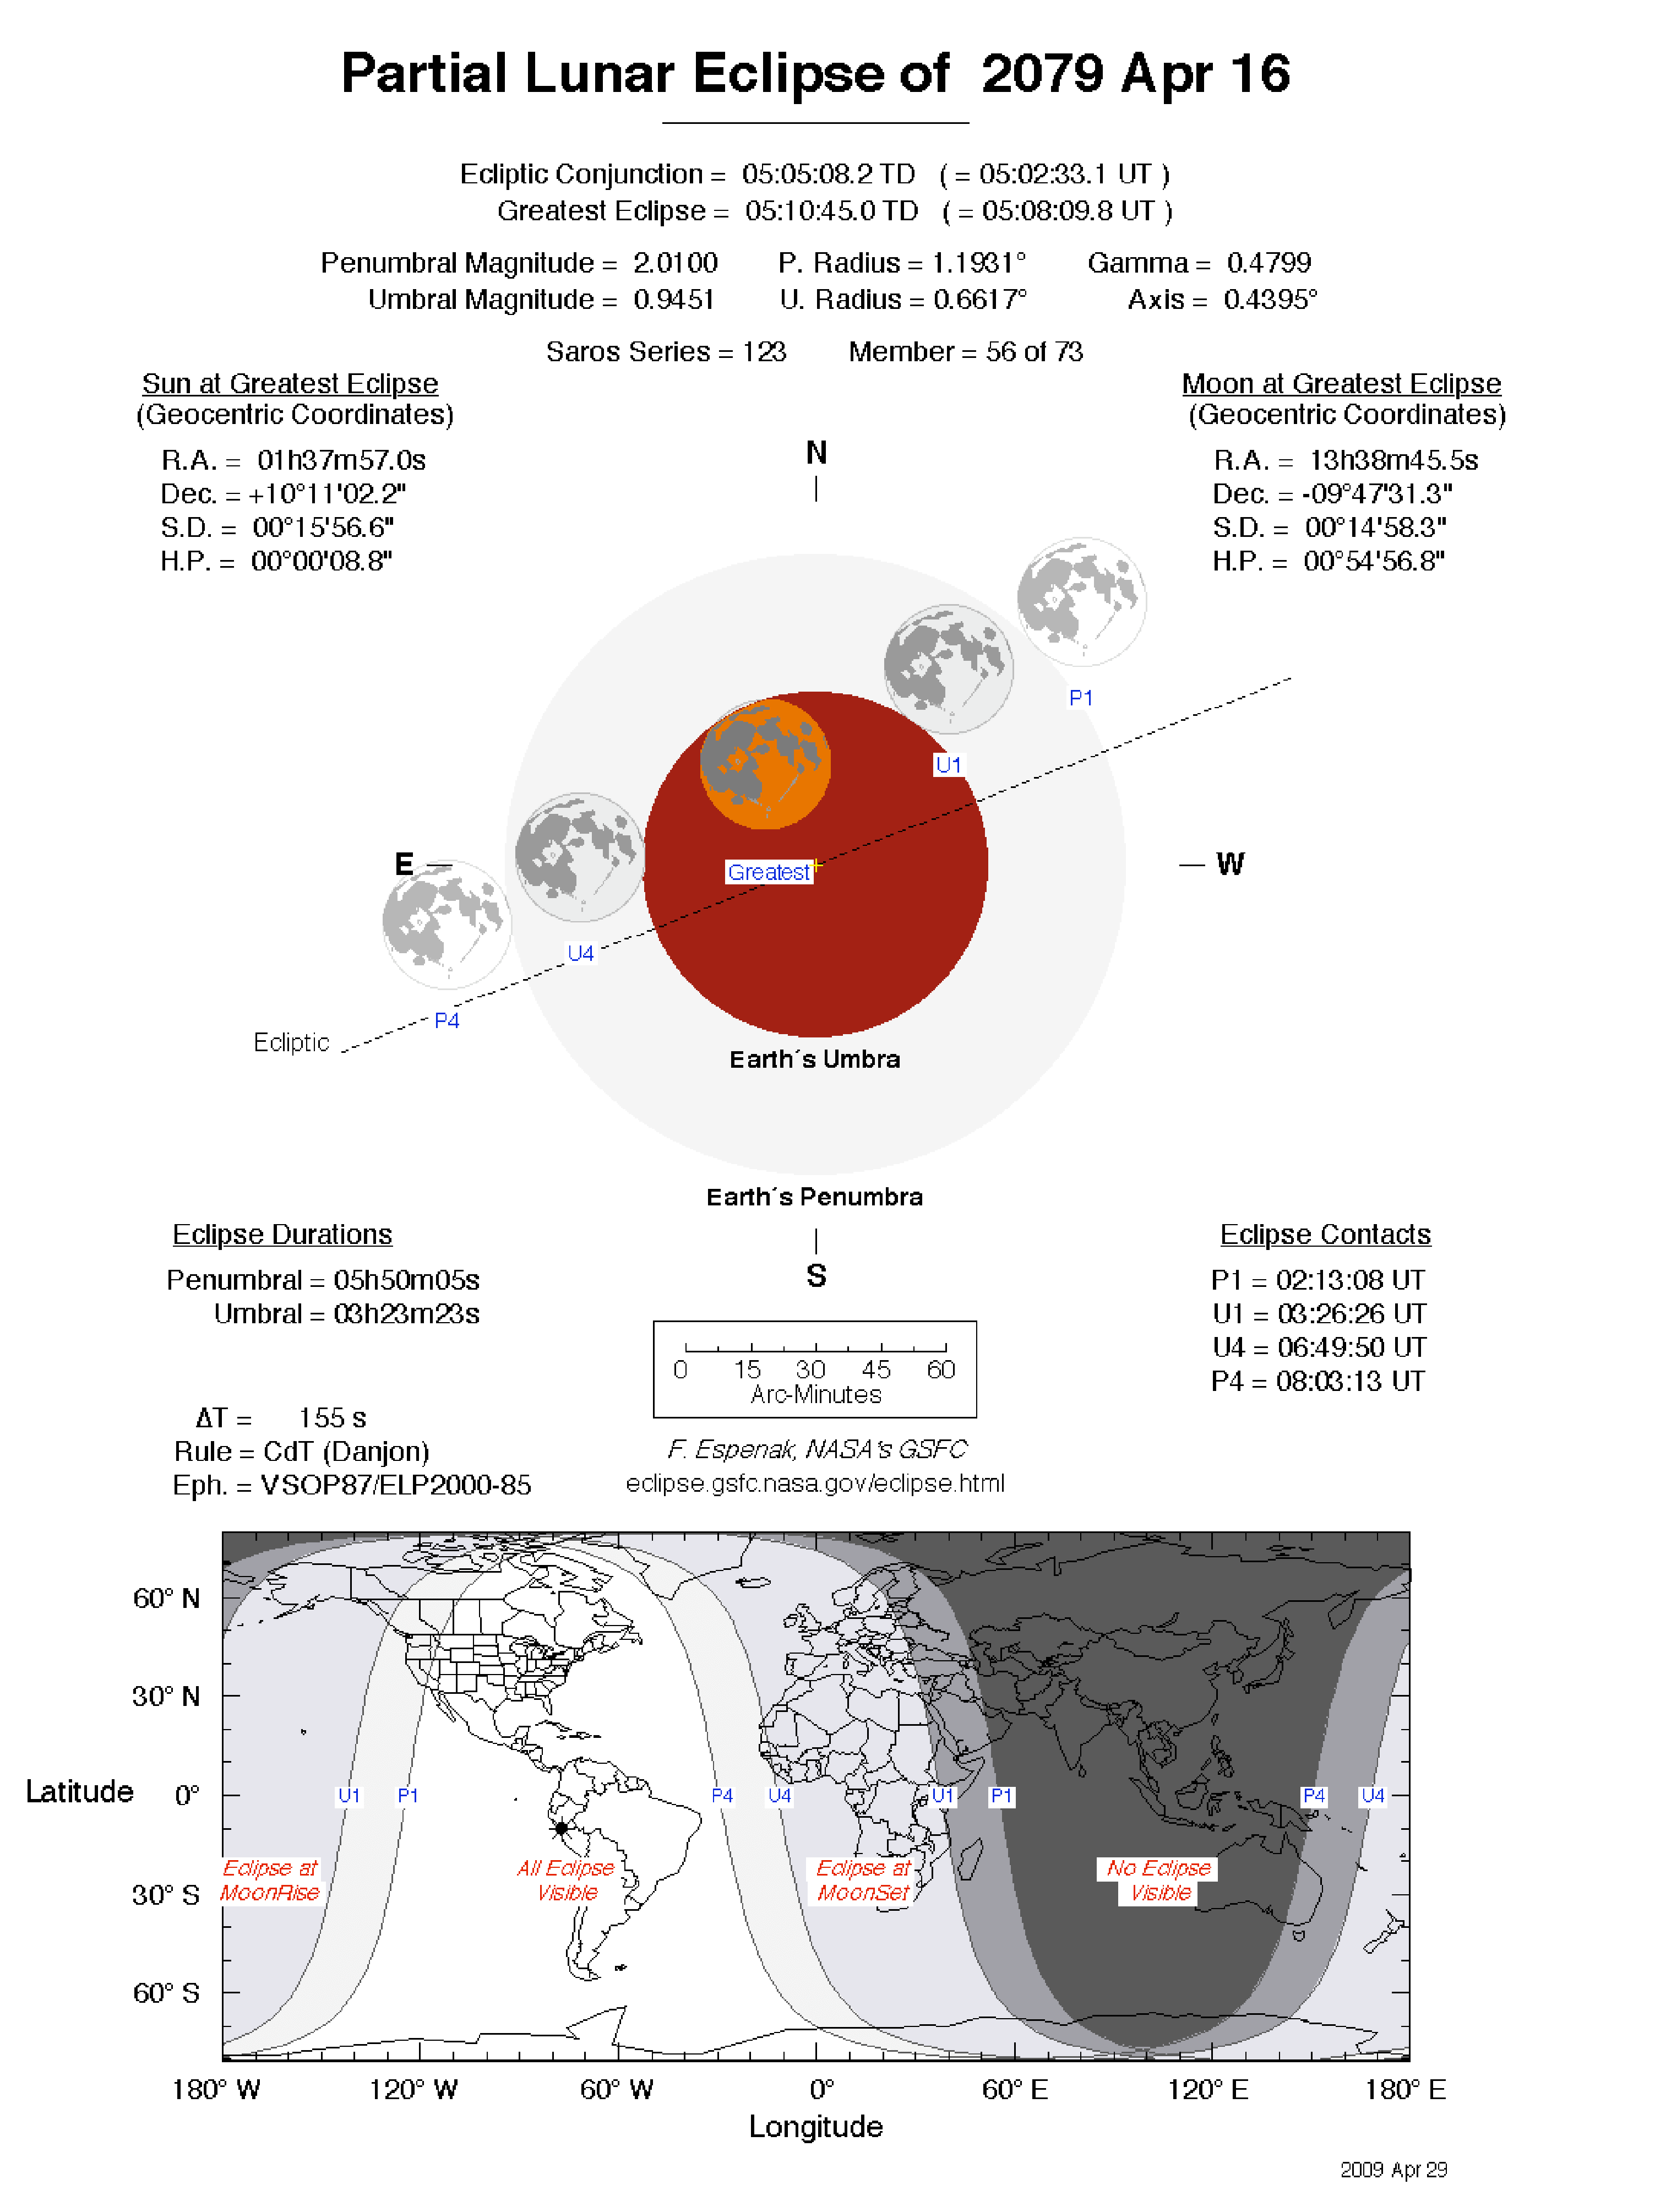 Partial Lunar Eclipse of 2079 Apr 16
Ecliptic Conjunction = 05:05:08.2 TD ( = 05:02:33.1 UT )
Greatest Eclipse = 05:10:45.0 TD ( = 05:08:09.8 UT )
Penumbral Magnitude = 2.0100 P. Radius = 1.1931° Gamma = 0.4799
Umbral Magnitude = 0.9451 U. Radius = 0.6617° Axis = 0.4395°
Saros Series = 123 Member = 56 of 73
Sun at Greatest Eclipse
(Geocentric Coordinates)
R.A. = 01h37m57.0s
Dec. = +10°11'02.2"
S.D. = 00°15'56.6"
H.P. = 00°00'08.8"
Moon at Greatest Eclipse
(Geocentric Coordinates)
R.A. = 13h38m45.5s
Dec. = -09°47'31.3"
S.D. = 00°14'58.3"
H.P. = 00°54'56.8"
N
P1
U1
E
W
Greatest
U4
P4
Ecliptic
Earth´s Umbra
Earth´s Penumbra
S
Eclipse Durations
Penumbral = 05h50m05s
Umbral = 03h23m23s
Eclipse Contacts
P1 = 02:13:08 UT
U1 = 03:26:26 UT
U4 = 06:49:50 UT
P4 = 08:03:13 UT
0 15 30 45 60
Arc-Minutes
ΔT = 155 s
Rule = CdT (Danjon)
Eph. = VSOP87/ELP2000-85
F. Espenak, NASA's GSFC
eclipse.gsfc.nasa.gov/eclipse.html
60° N
30° N
Latitude 0°
30° S
60° S
U1 P1 P4 U4 U1 P1 P4 U4
Eclipse at
MoonRise
All Eclipse
Visible
Eclipse at
MoonSet
No Eclipse
Visible
180° W 120° W 60° W 0° 60° E 120° E 180° E
Longitude
2009 Apr 29